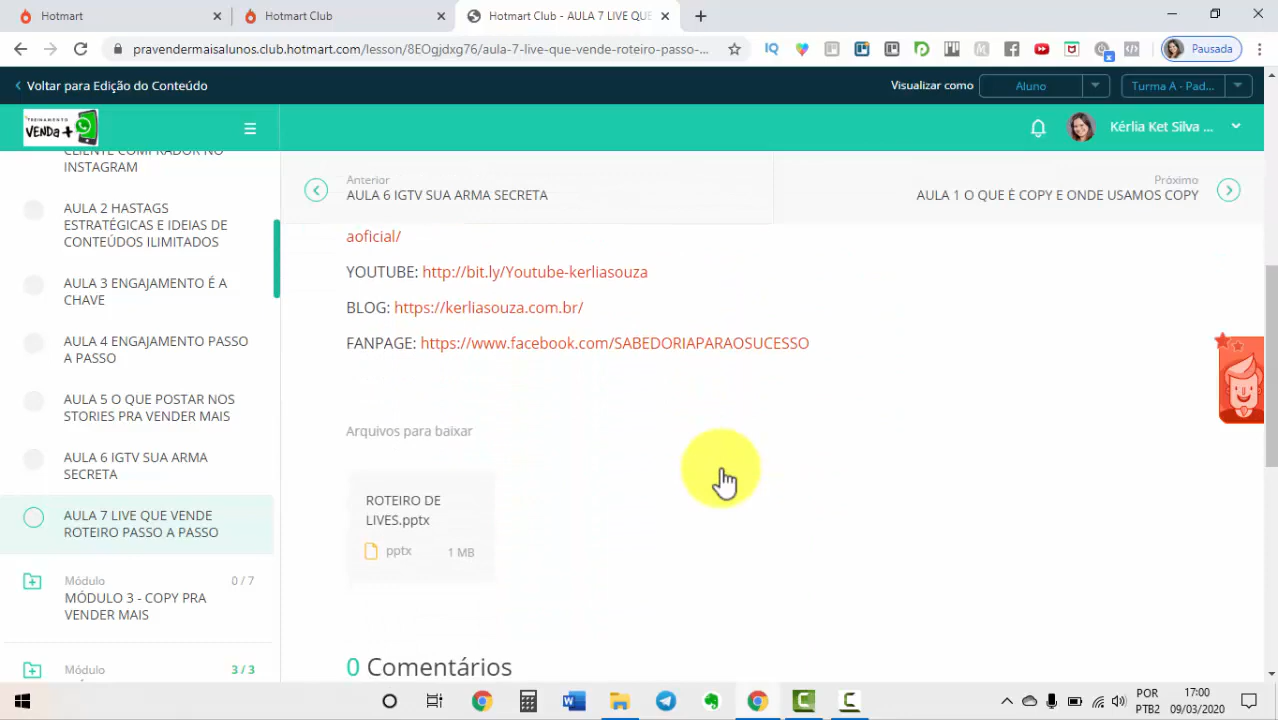 Hotmart
Hotmart Club
Hotmart Club - AULA 7 LIVE QUE
pravendermaisalunos.club.hotmart.com/lesson/8EOgjdxg76/aula-7-live-que-vende-roteiro-passo-...
Pausada
Voltar para Edição do Conteúdo
Visualizar como
Aluno
Turma A - Pad...
TREINAMENTO
VENDA +
Kérlia Ket Silva ...
CLIENTE COMPRADOR NO
INSTAGRAM
AULA 2 HASTAGS
ESTRATÉGICAS E IDEIAS DE
CONTEÚDOS ILIMITADOS
AULA 3 ENGAJAMENTO É A
CHAVE
AULA 4 ENGAJAMENTO PASSO
A PASSO
AULA 5 O QUE POSTAR NOS
STORIES PRA VENDER MAIS
AULA 6 IGTV SUA ARMA
SECRETA
AULA 7 LIVE QUE VENDE
ROTEIRO PASSO A PASSO
Módulo 0 / 7
MÓDULO 3 - COPY PRA
VENDER MAIS
Módulo 3 / 3
Anterior
AULA 6 IGTV SUA ARMA SECRETA
Próximo
AULA 1 O QUE É COPY E ONDE USAMOS COPY
aoficial/
YOUTUBE: http://bit.ly/Youtube-kerliasouza
BLOG: https://kerliasouza.com.br/
FANPAGE: https://www.facebook.com/SABEDORIAPARAOSUCESSO
Arquivos para baixar
ROTEIRO DE
LIVES.pptx
pptx 1 MB
0 Comentários
POR
PTB2
17:00
09/03/2020